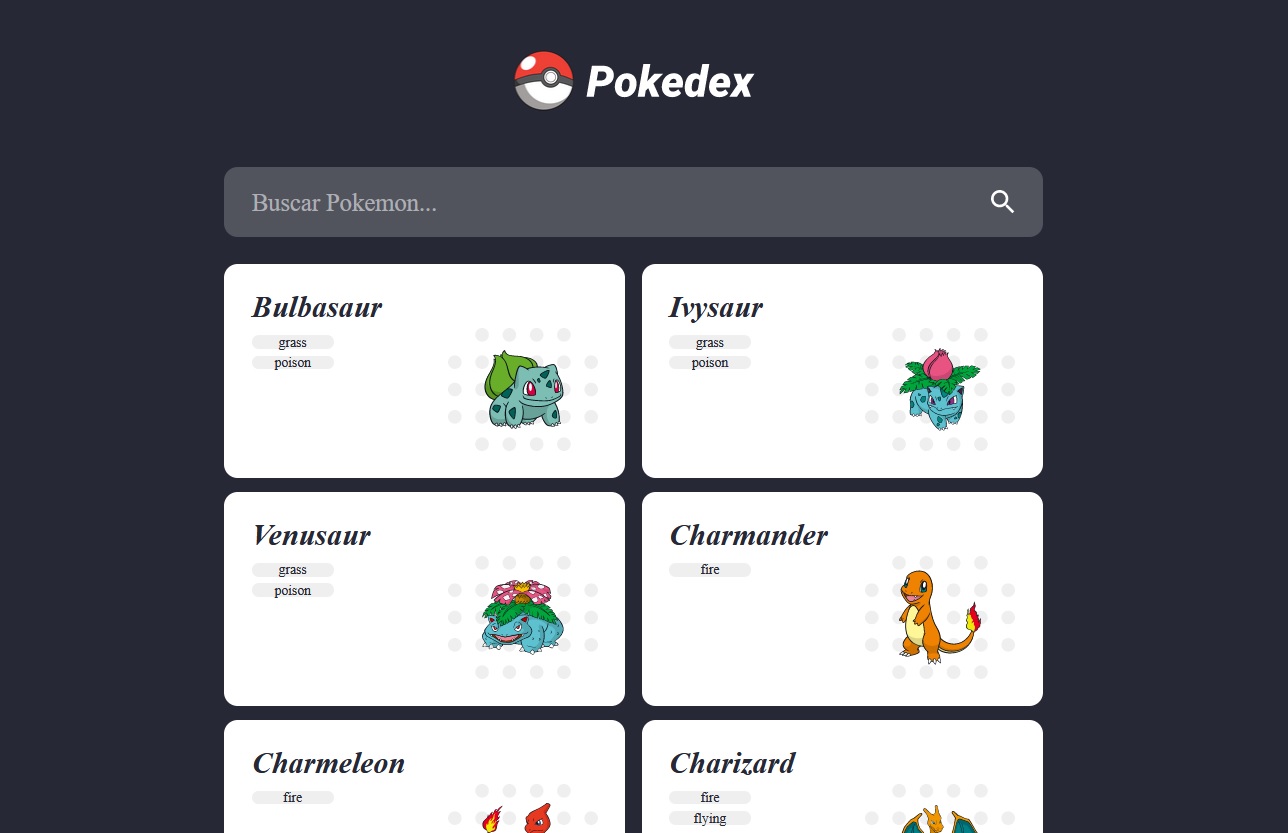 Pokedex
Buscar Pokemon...
Bulbasaur
grass
poison
Ivysaur
grass
poison
Venusaur
grass
poison
Charmander
fire
Charmeleon
fire
Charizard
fire
flying